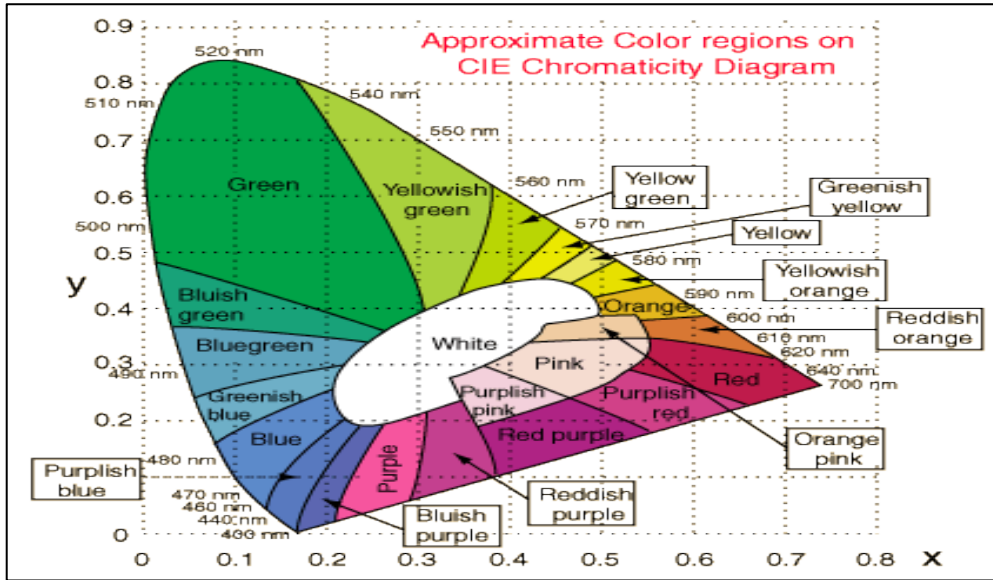 Approximate Color regions on
CIE Chromaticity Diagram
0.9
520 nm
0.8
510 nm
540 nm
0.7
550 nm
0.6
Green
Yellowish
green
560 nm
Yellow
green
Greenish
yellow
500 nm
570 nm
Yellow
0.5
y
580 nm
Yellowish
orange
Bluish
green
0.4
590 nm
Orange
600 nm
Reddish
orange
Bluegreen
White
610 nm
0.3
Pink
620 nm
490 nm
640 nm
Red
700 nm
Greenish
blue
Purplish
pink
Purplish
red
0.2
Blue
Red purple
Orange
pink
480 nm
Purplish
blue
Purple
0.1
470 nm
460 nm
440 nm
400 nm
Reddish
purple
Bluish
purple
0
0 0.1 0.2 0.3 0.4 0.5 0.6 0.7 0.8 x